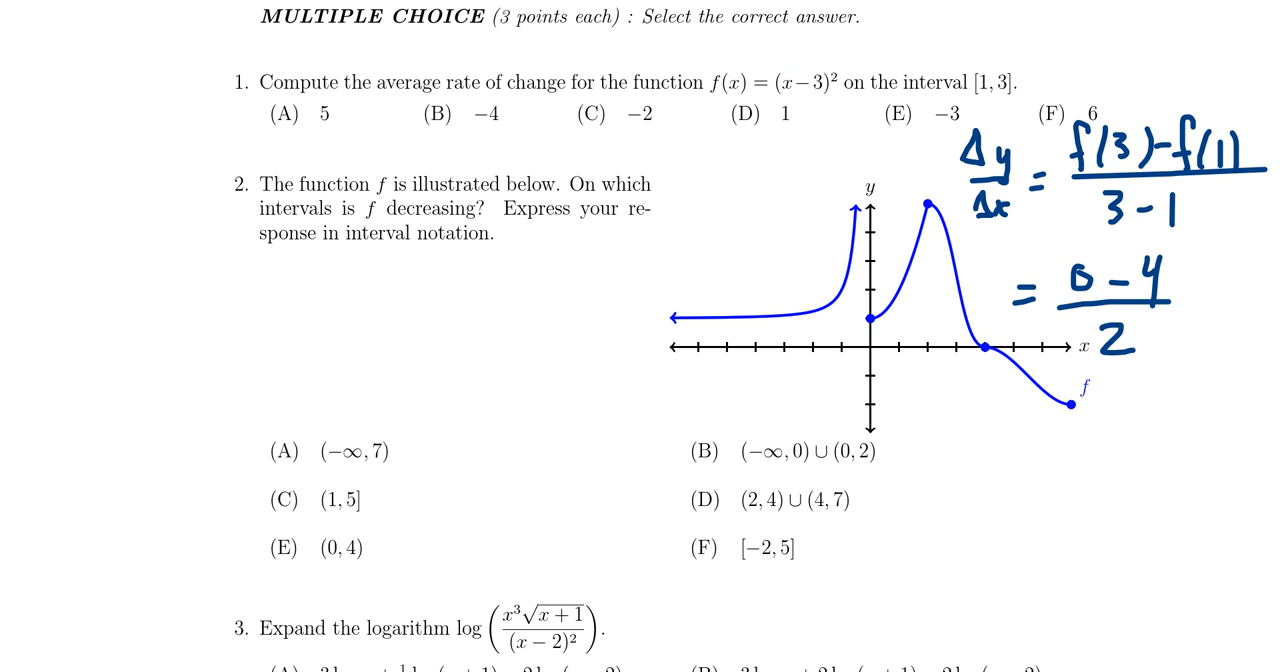 MULTIPLE CHOICE (3 points each) : Select the correct answer.
1. Compute the average rate of change for the function f(x) = (x − 3)² on the interval [1, 3].
(A) 5 (B) −4 (C) −2 (D) 1 (E) −3 (F) 6
Δy/Δx = (f(3)-f(1))/(3-1)
= (0-4)/2
2. The function f is illustrated below. On which
intervals is f decreasing? Express your re-
sponse in interval notation.
y
x
f
(A) (−∞, 7) (B) (−∞, 0) ∪ (0, 2)
(C) (1, 5] (D) (2, 4) ∪ (4, 7)
(E) (0, 4) (F) [−2, 5]
3. Expand the logarithm log (x³√(x + 1)/(x − 2)²).